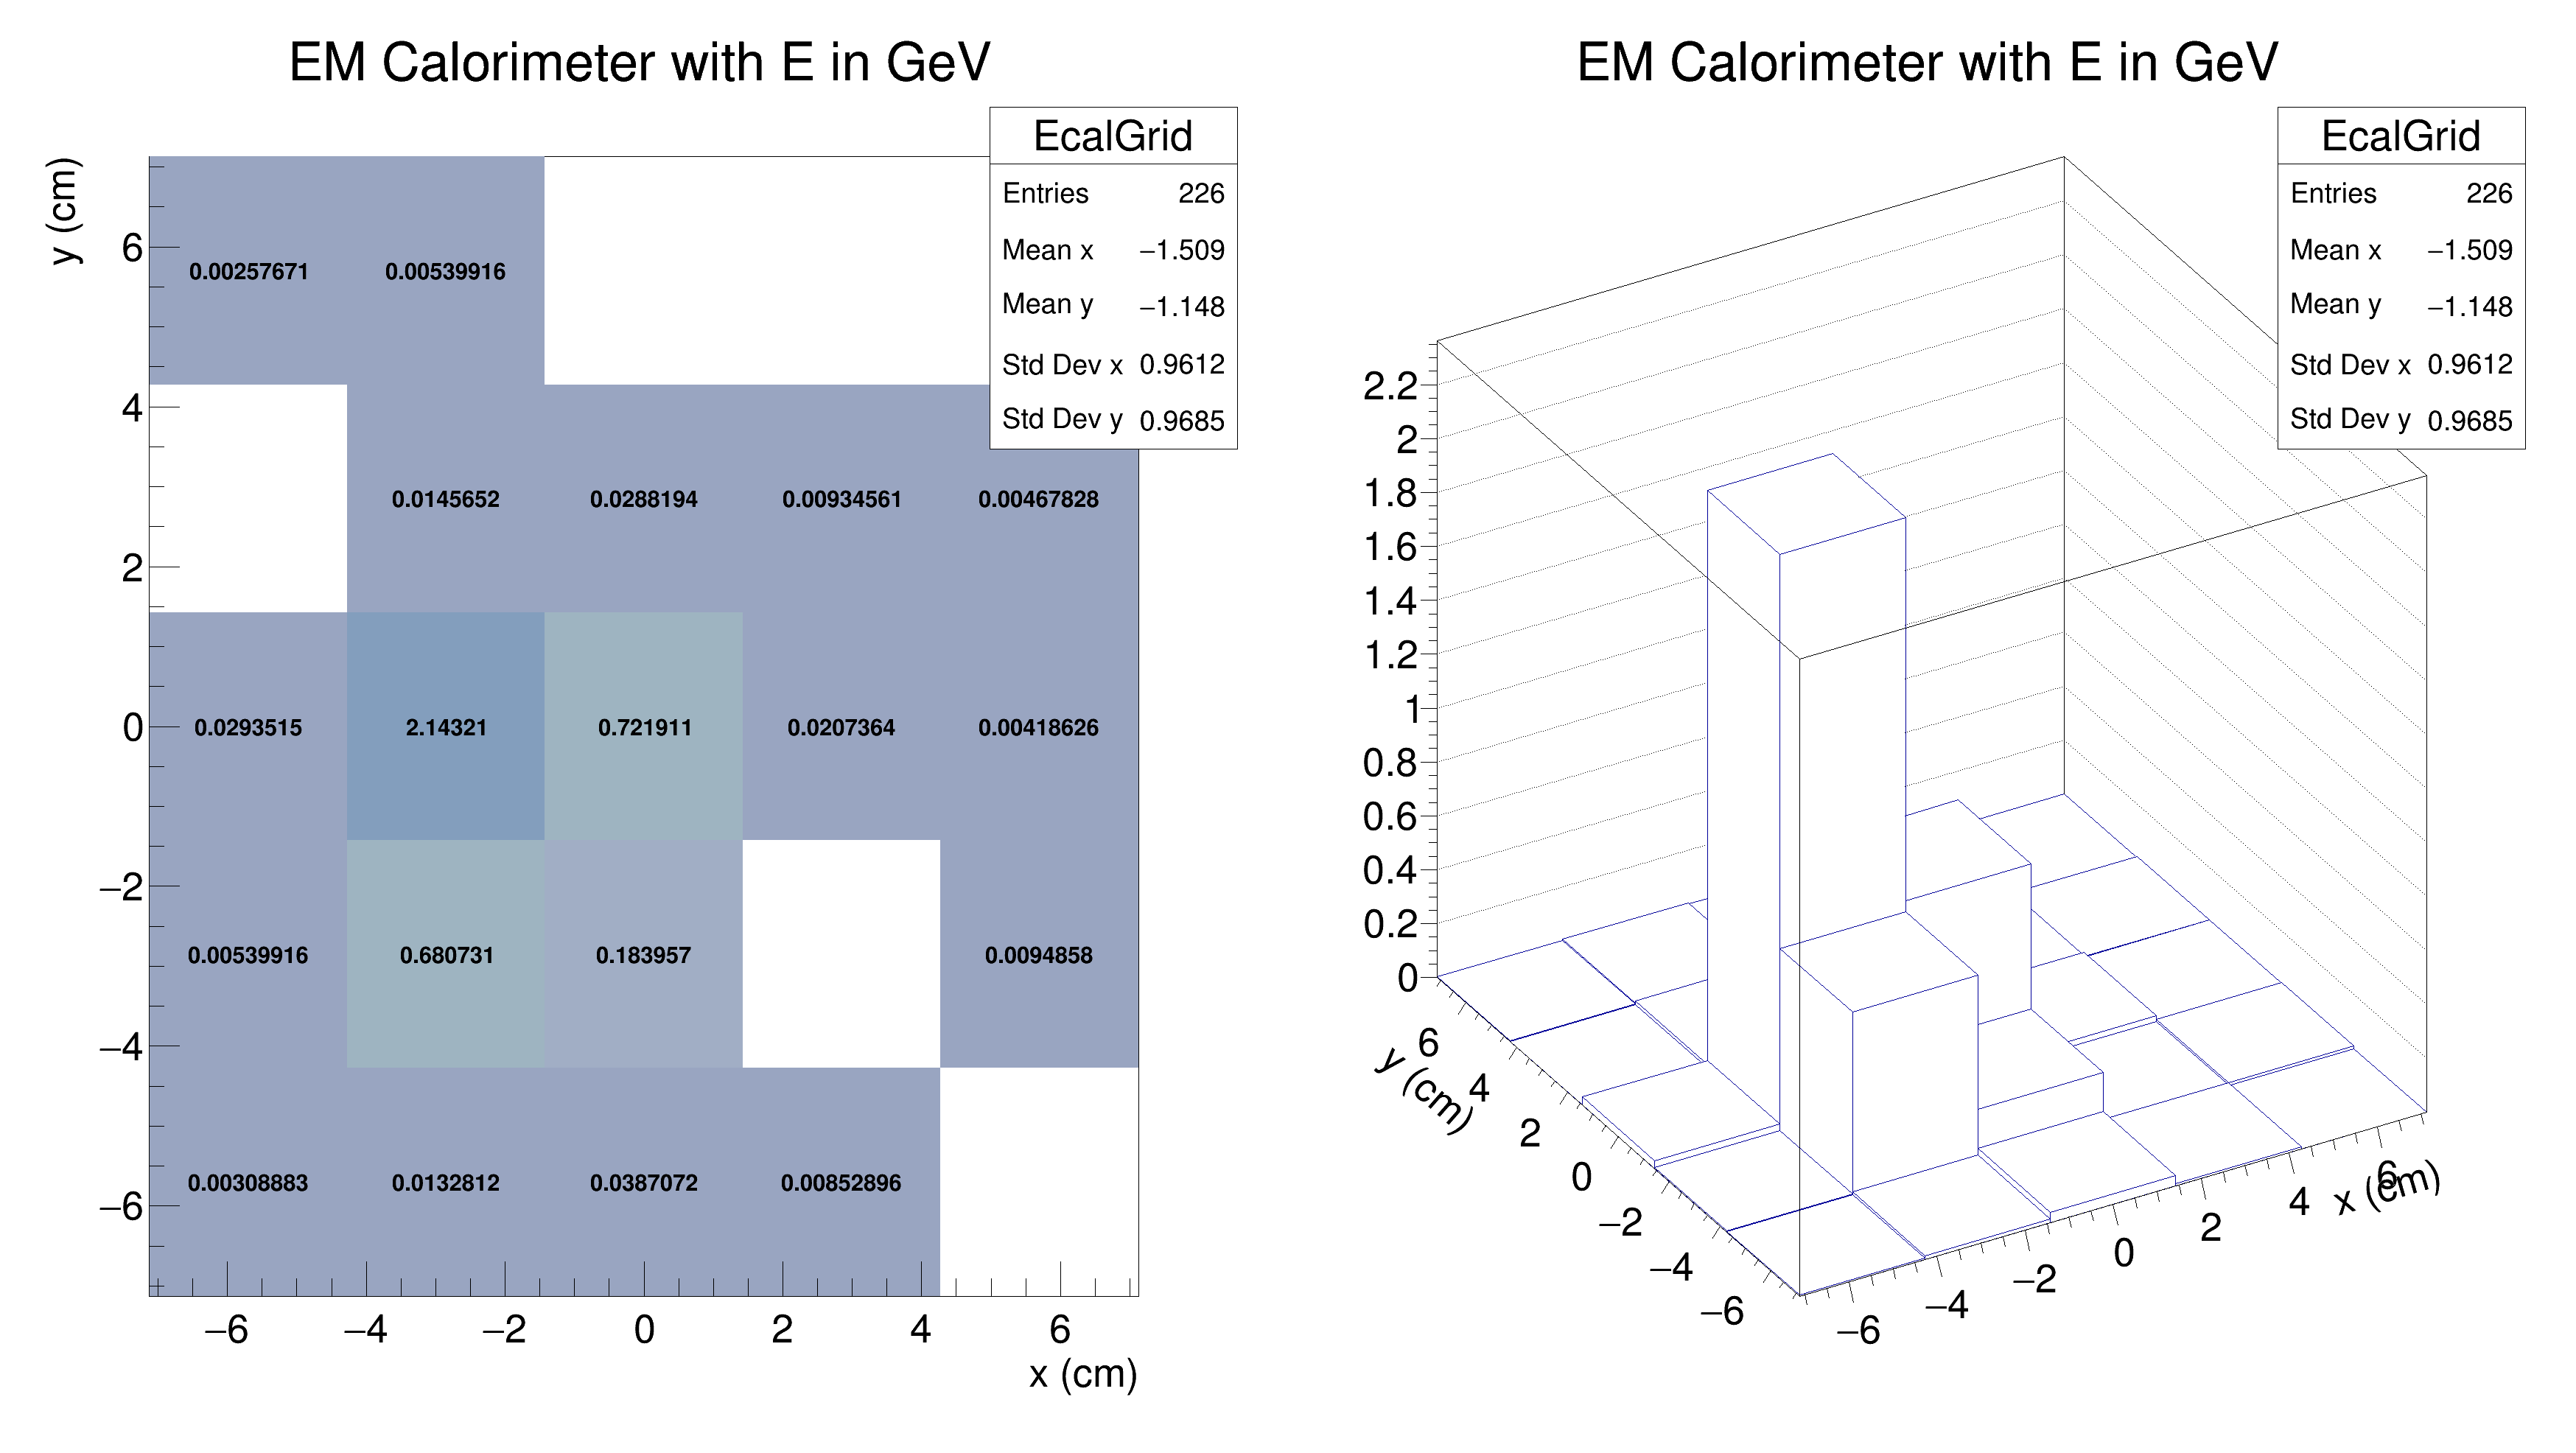 EM Calorimeter with E in GeV
EcalGrid
Entries 226
Mean x −1.509
Mean y −1.148
Std Dev x 0.9612
Std Dev y 0.9685
y (cm)
6
4
2
0
−2
−4
−6
0.00257671 0.00539916
0.0145652 0.0288194 0.00934561 0.00467828
0.0293515 2.14321 0.721911 0.0207364 0.00418626
0.00539916 0.680731 0.183957 0.0094858
0.00308883 0.0132812 0.0387072 0.00852896
−6 −4 −2 0 2 4 6
x (cm)
EM Calorimeter with E in GeV
EcalGrid
Entries 226
Mean x −1.509
Mean y −1.148
Std Dev x 0.9612
Std Dev y 0.9685
2.2
2
1.8
1.6
1.4
1.2
1
0.8
0.6
0.4
0.2
0
y (cm)
6
4
2
0
−2
−4
−6
−6
−4
−2
0
2
4
6
x (cm)